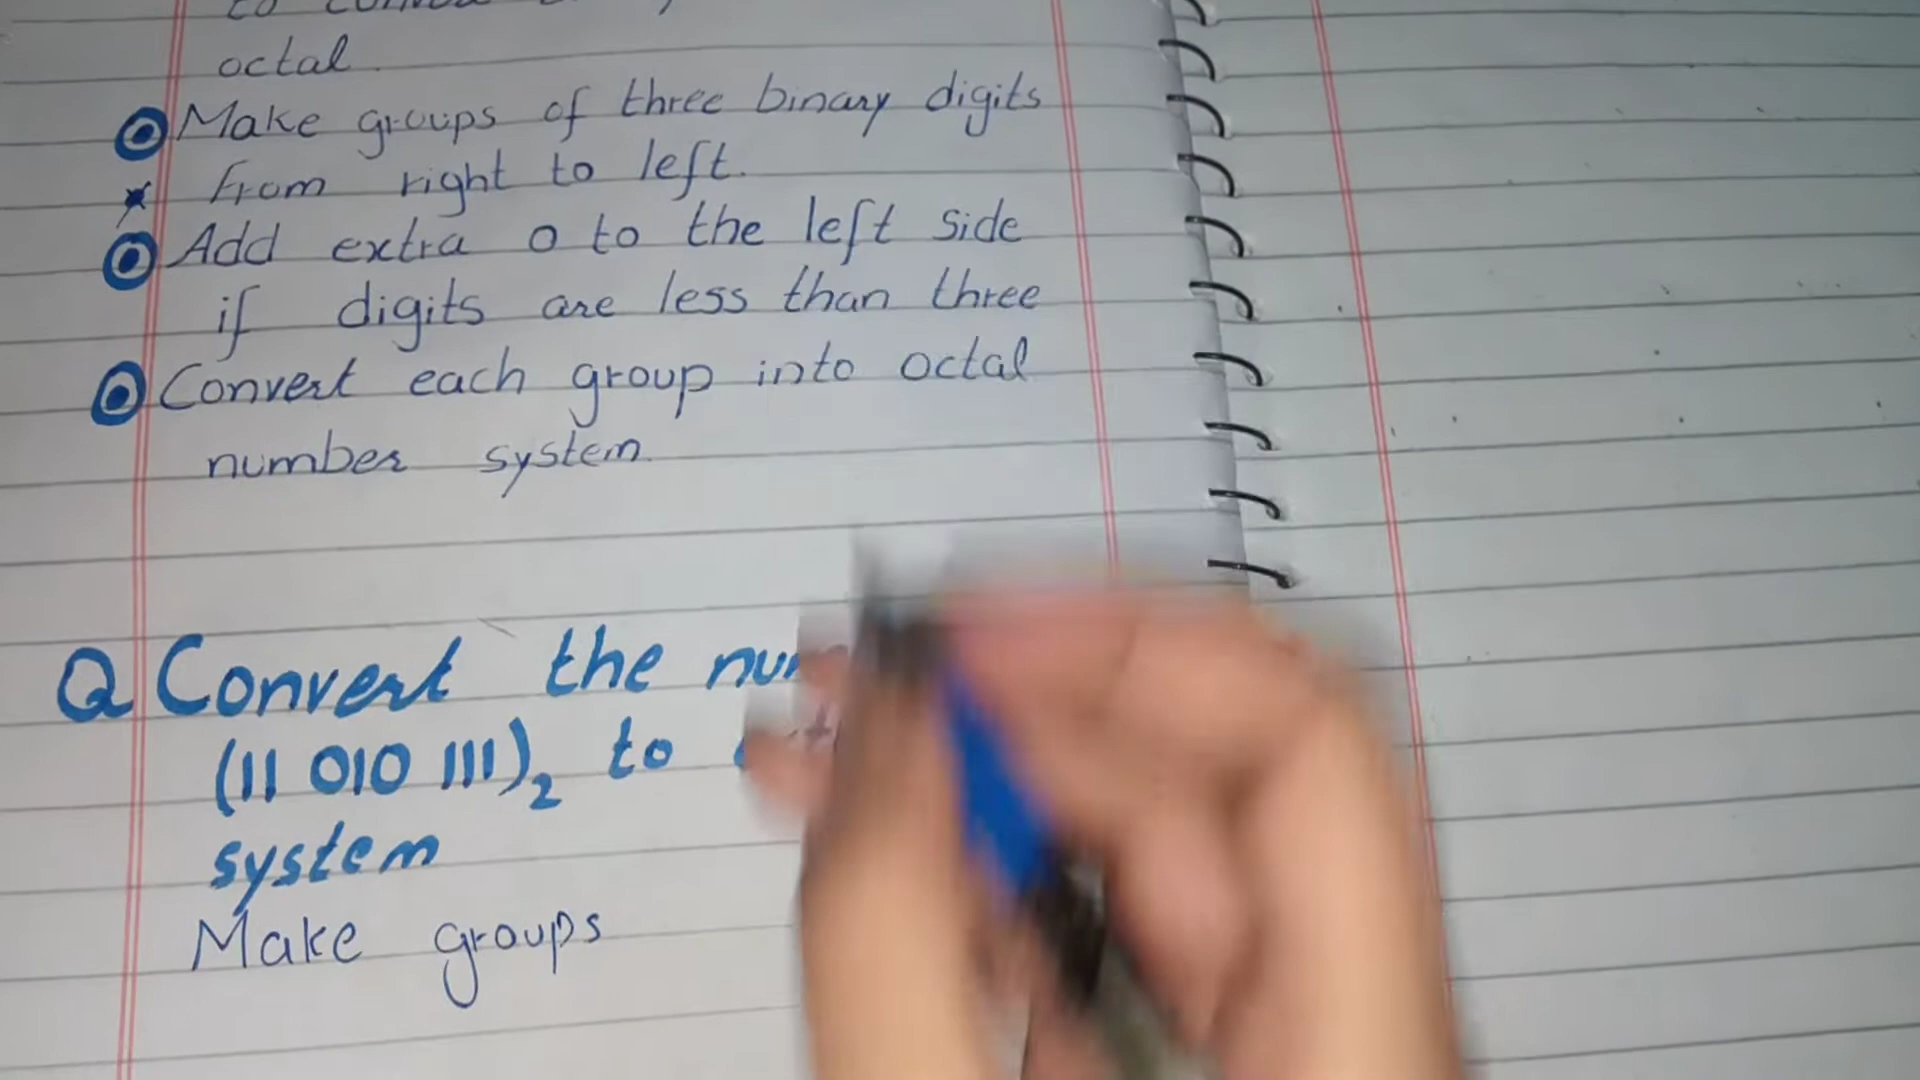 octal.
Make groups of three binary digits
from right to left.
Add extra 0 to the left side
if digits are less than three
Convert each group into octal
number system.
Q Convert the
(11 010 111)2 to
system
Make groups